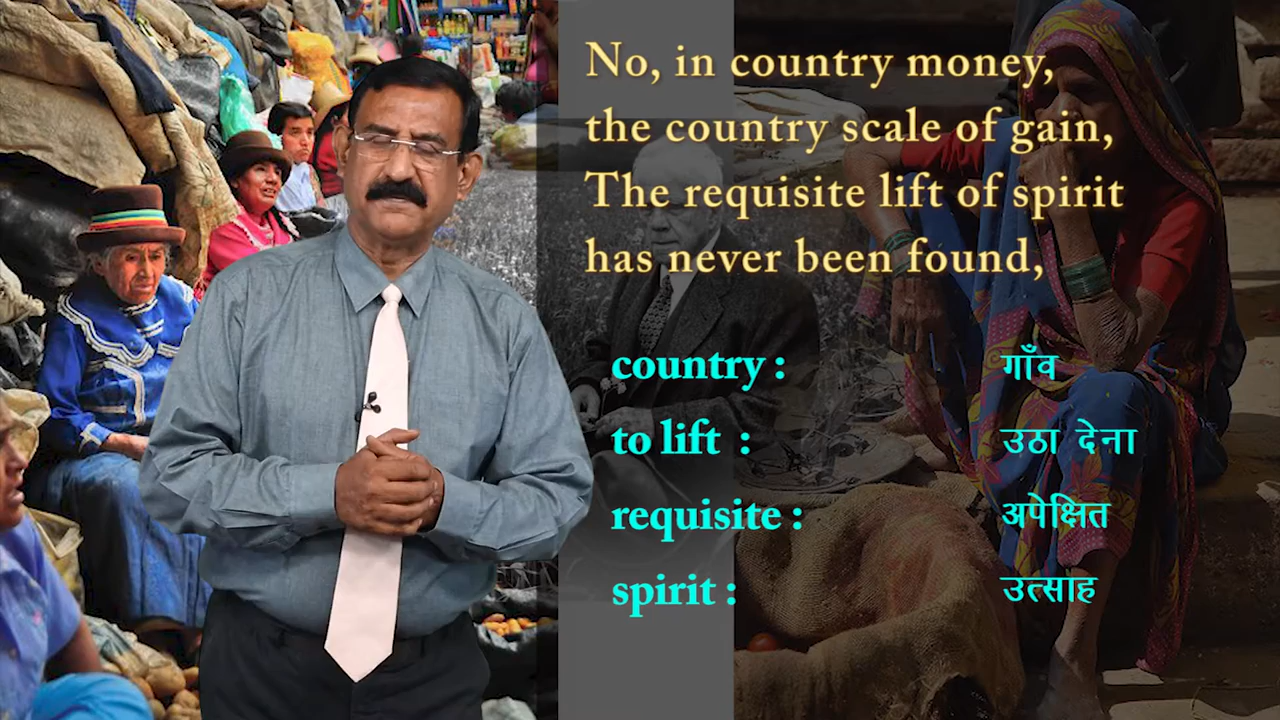 No, in country money,
the country scale of gain,
The requisite lift of spirit
has never been found,
country : गाँव
to lift : उठा देना
requisite : अपेक्षित
spirit : उत्साह